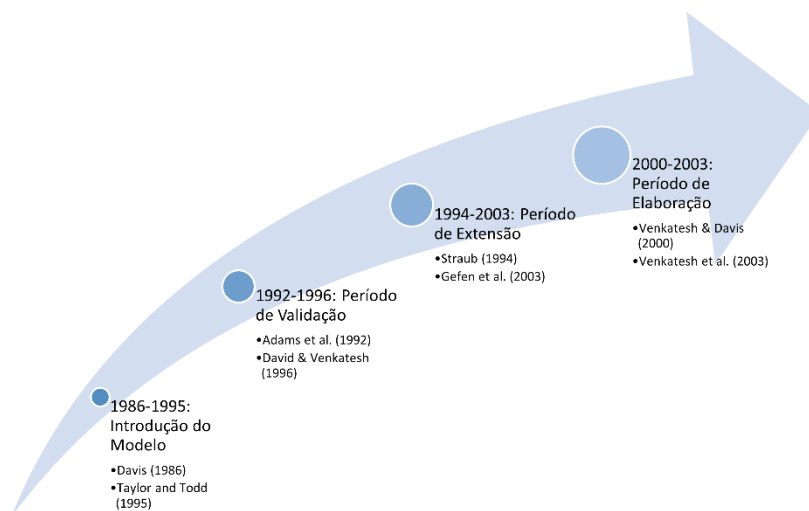 1986-1995:
Introdução do
Modelo
•Davis (1986)
•Taylor and Todd
(1995)
1992-1996: Período
de Validação
•Adams et al. (1992)
•David & Venkatesh
(1996)
1994-2003: Período
de Extensão
•Straub (1994)
•Gefen et al. (2003)
2000-2003:
Período de
Elaboração
•Venkatesh & Davis
(2000)
•Venkatesh et al. (2003)